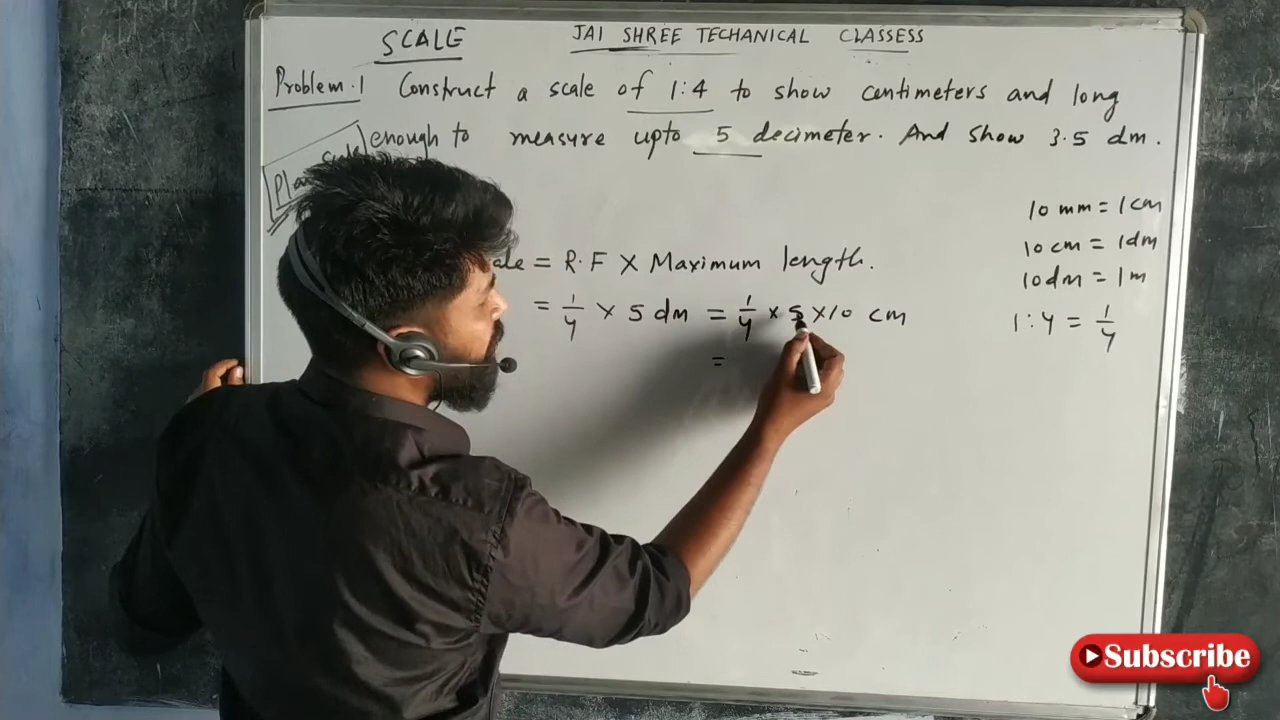 SCALE
JAI SHREE TECHANICAL CLASSESS
Problem.1 Construct a scale of 1:4 to show centimeters and long
enough to measure upto 5 decimeter. And show 3.5 dm.
= R.F X Maximum length.
= 1/4 × 5 dm = 1/4 × 5 × 10 cm
=
10 mm = 1cm
10 cm = 1dm
10dm = 1m
1:4 = 1/4
Subscribe